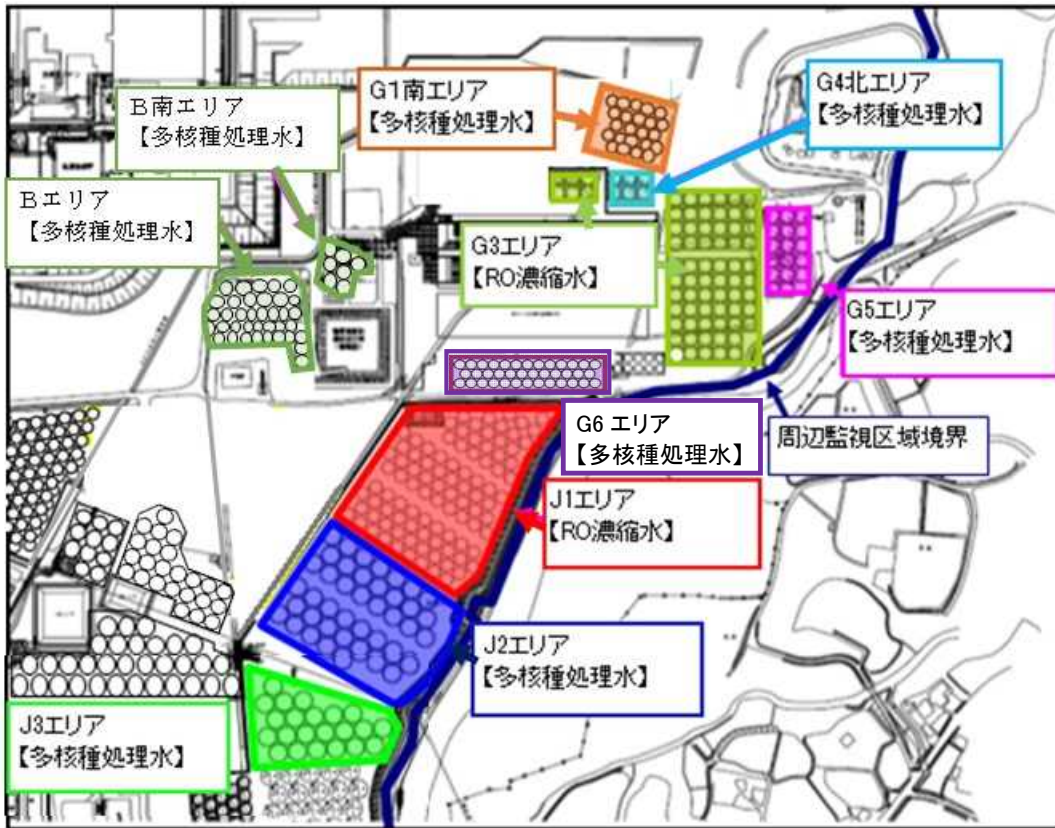 G1南エリア
【多核種処理水】
G4北エリア
【多核種処理水】
B南エリア
【多核種処理水】
Bエリア
【多核種処理水】
G3エリア
【RO濃縮水】
G5エリア
【多核種処理水】
G6 エリア
【多核種処理水】
周辺監視区域境界
J1エリア
【RO濃縮水】
J2エリア
【多核種処理水】
J3エリア
【多核種処理水】